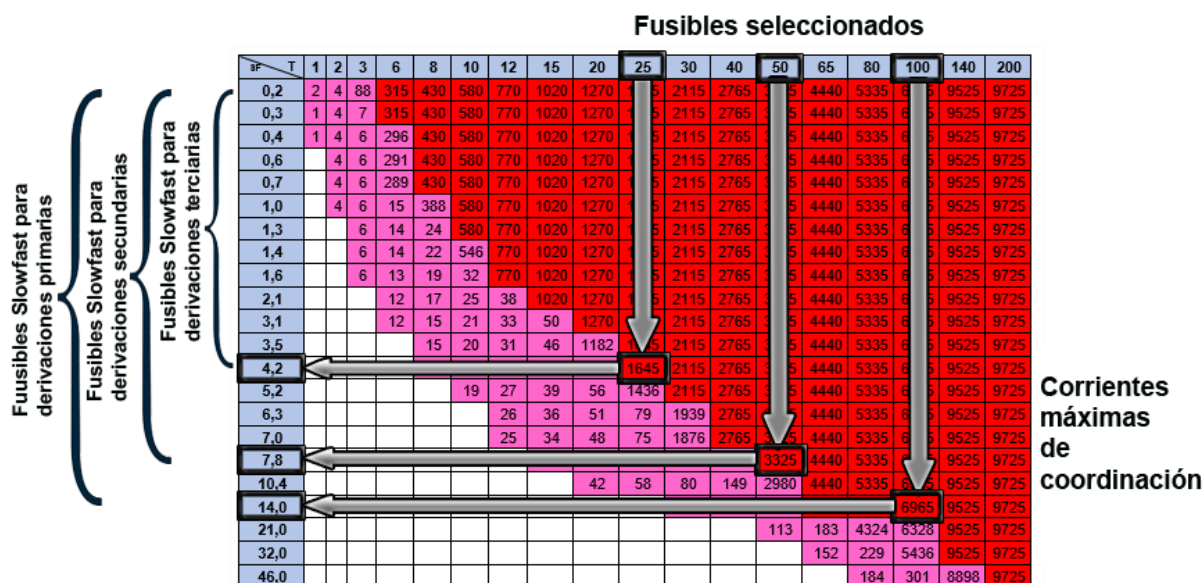 Fusibles seleccionados
Fuusibles Slowfast para
derivaciones primarias
Fusibles Slowfast para
derivaciones secundarias
Fusibles Slowfast para
derivaciones terciarias
8F T 1 2 3 6 8 10 12 15 20 25 30 40 50 65 80 100 140 200
0,2 2 4 88 315 430 580 770 1020 1270 2115 2765 4440 5335 9525 9725
0,3 1 4 7 315 430 580 770 1020 1270 2115 2765 4440 5335 9525 9725
0,4 1 4 6 296 430 580 770 1020 1270 2115 2765 4440 5335 9525 9725
0,6 4 6 291 430 580 770 1020 1270 2115 2765 4440 5335 9525 9725
0,7 4 6 289 430 580 770 1020 1270 2115 2765 4440 5335 9525 9725
1,0 4 6 15 388 580 770 1020 1270 2115 2765 4440 5335 9525 9725
1,3 6 14 24 580 770 1020 1270 2115 2765 4440 5335 9525 9725
1,4 6 14 22 546 770 1020 1270 2115 2765 4440 5335 9525 9725
1,6 6 13 19 32 770 1020 1270 2115 2765 4440 5335 9525 9725
2,1 12 17 25 38 1020 1270 2115 2765 4440 5335 9525 9725
3,1 12 15 21 33 50 1270 2115 2765 4440 5335 9525 9725
3,5 15 20 31 46 1182 2115 2765 4440 5335 9525 9725
4,2 1645 2115 2765 4440 5335 9525 9725
5,2 19 27 39 56 1436 2115 2765 4440 5335 9525 9725
6,3 26 36 51 79 1939 2765 4440 5335 9525 9725
7,0 25 34 48 75 1876 2765 4440 5335 9525 9725
7,8 3325 4440 5335 9525 9725
10,4 42 58 80 149 2980 4440 5335 9525 9725
14,0 6965 9525 9725
21,0 113 183 4324 6328 9525 9725
32,0 152 229 5436 9525 9725
46,0 184 301 8898 9725
Corrientes
máximas
de
coordinación